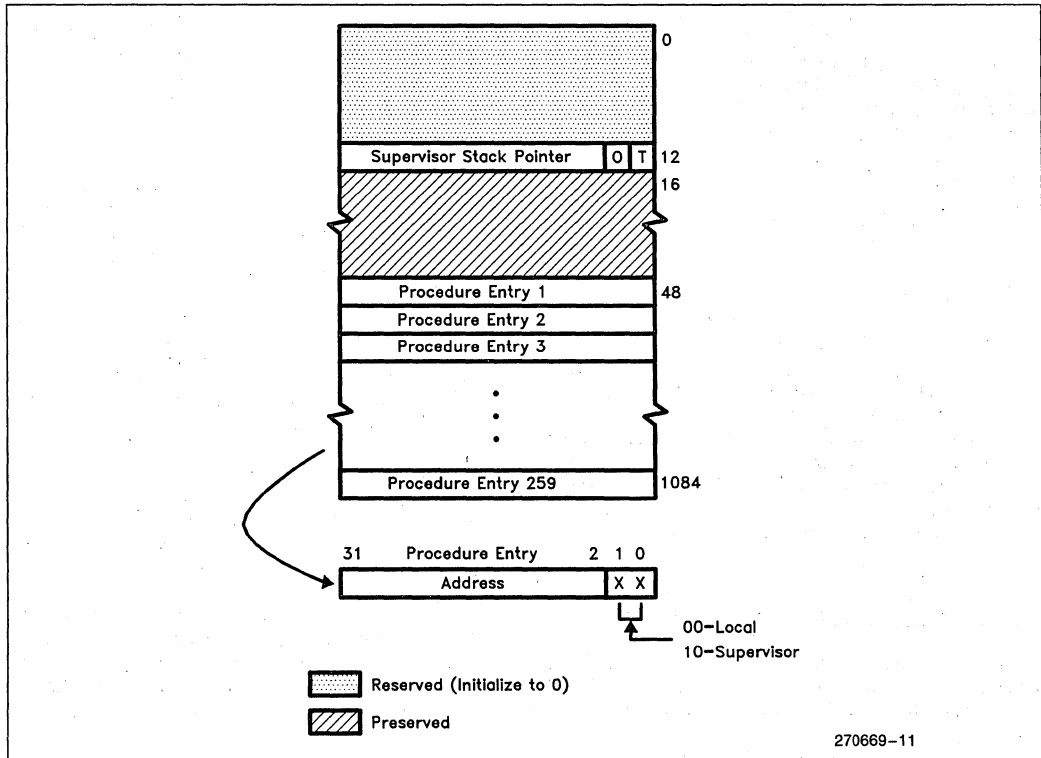 0
Supervisor Stack Pointer O T 12
16
Procedure Entry 1 48
Procedure Entry 2
Procedure Entry 3
Procedure Entry 259 1084
31 Procedure Entry 2 1 0
Address X X
00-Local
10-Supervisor
Reserved (Initialize to 0)
Preserved
270669-11